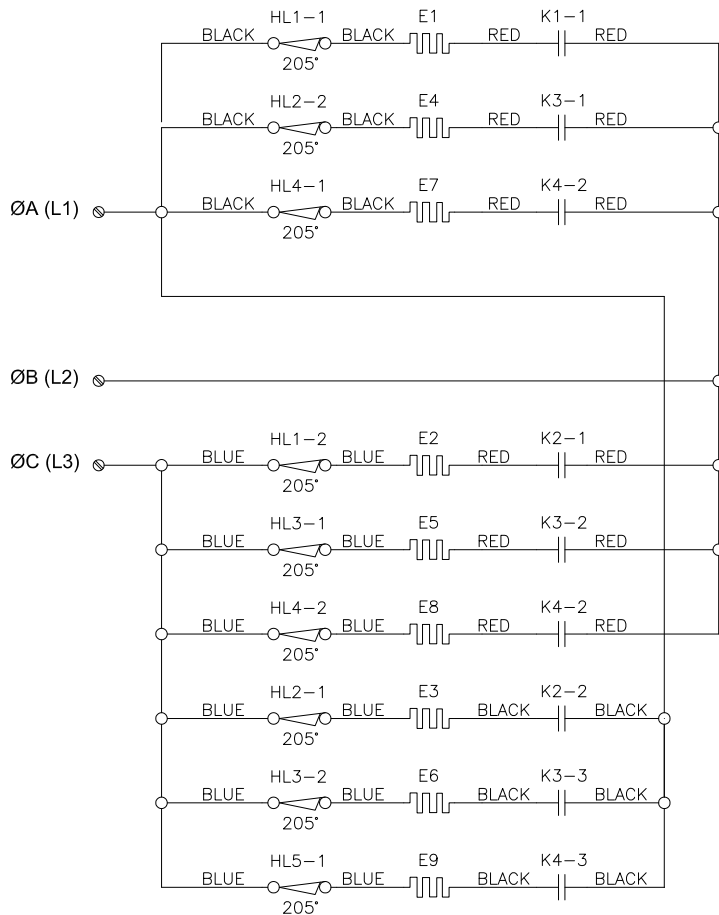 HL1-1 E1 K1-1
BLACK BLACK RED RED
205°
HL2-2 E4 K3-1
BLACK BLACK RED RED
205°
HL4-1 E7 K4-2
ØA (L1) BLACK BLACK RED RED
205°
ØB (L2)
HL1-2 E2 K2-1
ØC (L3) BLUE BLUE RED RED
205°
HL3-1 E5 K3-2
BLUE BLUE RED RED
205°
HL4-2 E8 K4-2
BLUE BLUE RED RED
205°
HL2-1 E3 K2-2
BLUE BLUE BLACK BLACK
205°
HL3-2 E6 K3-3
BLUE BLUE BLACK BLACK
205°
HL5-1 E9 K4-3
BLUE BLUE BLACK BLACK
205°